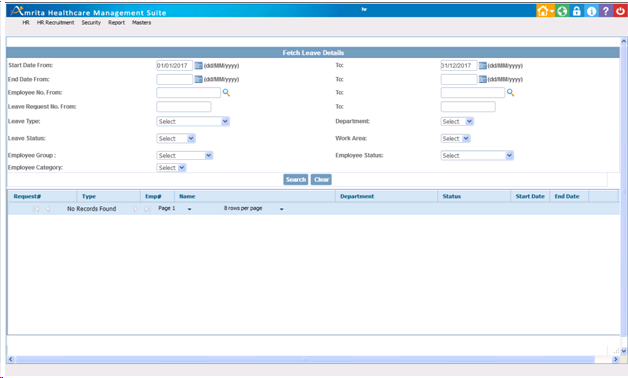 Amrita Healthcare Management Suite hr
HR HR Recruitment Security Report Masters
Fetch Leave Details
Start Date From: 01/01/2017 (dd/MM/yyyy) To: 31/12/2017 (dd/MM/yyyy)
End Date From: (dd/MM/yyyy) To: (dd/MM/yyyy)
Employee No. From: To:
Leave Request No. From: To:
Leave Type: Select Department: Select
Leave Status: Select Work Area: Select
Employee Group : Select Employee Status: Select
Employee Category: Select
Search Clear
Request# Type Emp# Name Department Status Start Date End Date
No Records Found Page 1 8 rows per page